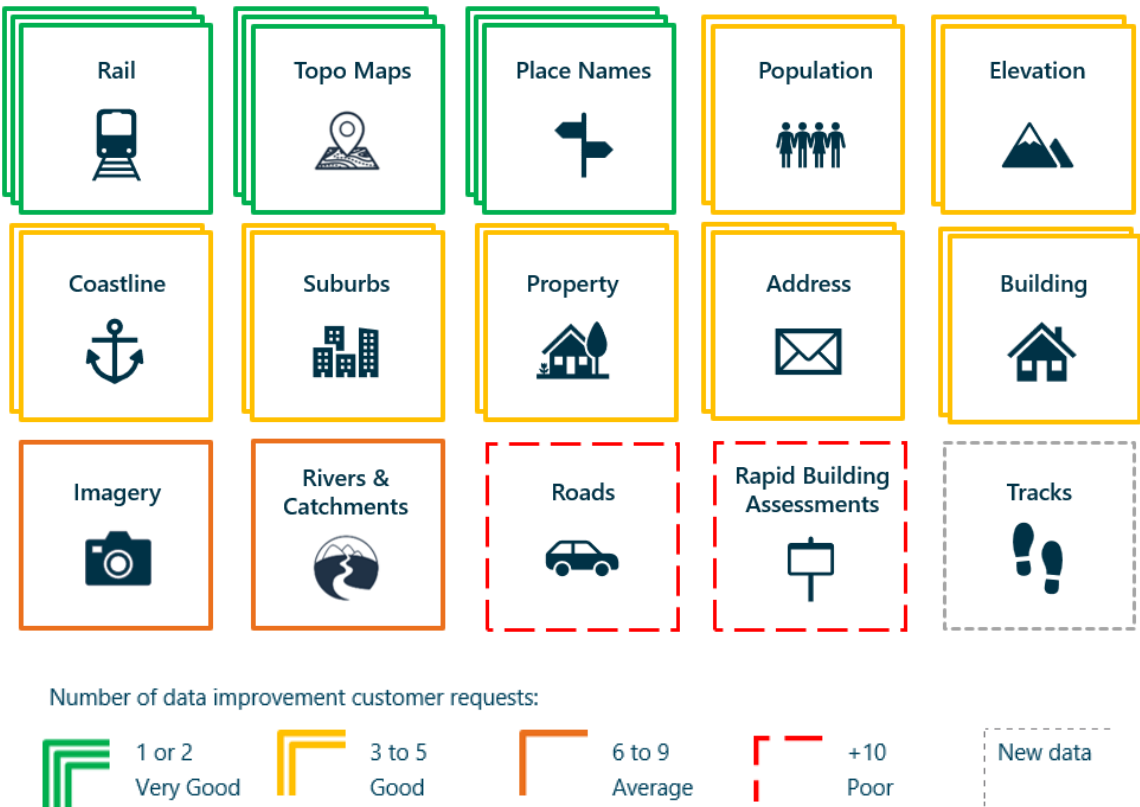 Rail
Topo Maps
Place Names
Population
Elevation
Coastline
Suburbs
Property
Address
Building
Imagery
Rivers &
Catchments
Roads
Rapid Building
Assessments
Tracks
Number of data improvement customer requests:
1 or 2
Very Good
3 to 5
Good
6 to 9
Average
+10
Poor
New data